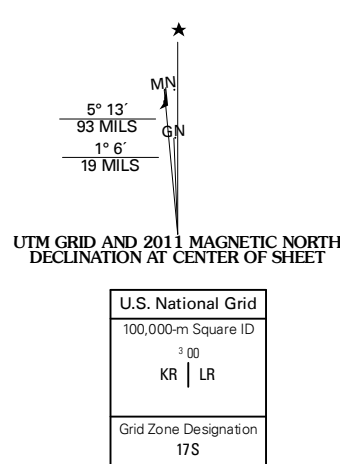 MN
5° 13´
93 MILS
GN
1° 6´
19 MILS
UTM GRID AND 2011 MAGNETIC NORTH
DECLINATION AT CENTER OF SHEET
U.S. National Grid
100,000-m Square ID
3 00
KR LR
Grid Zone Designation
17S